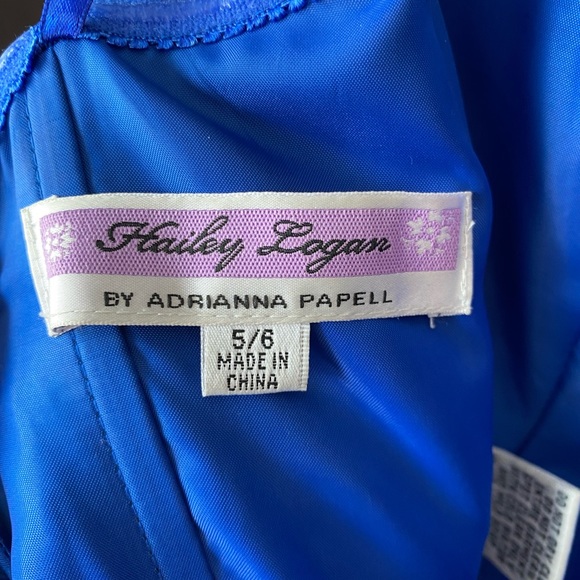 Hailey Logan
BY ADRIANNA PAPELL
5/6
MADE IN
CHINA